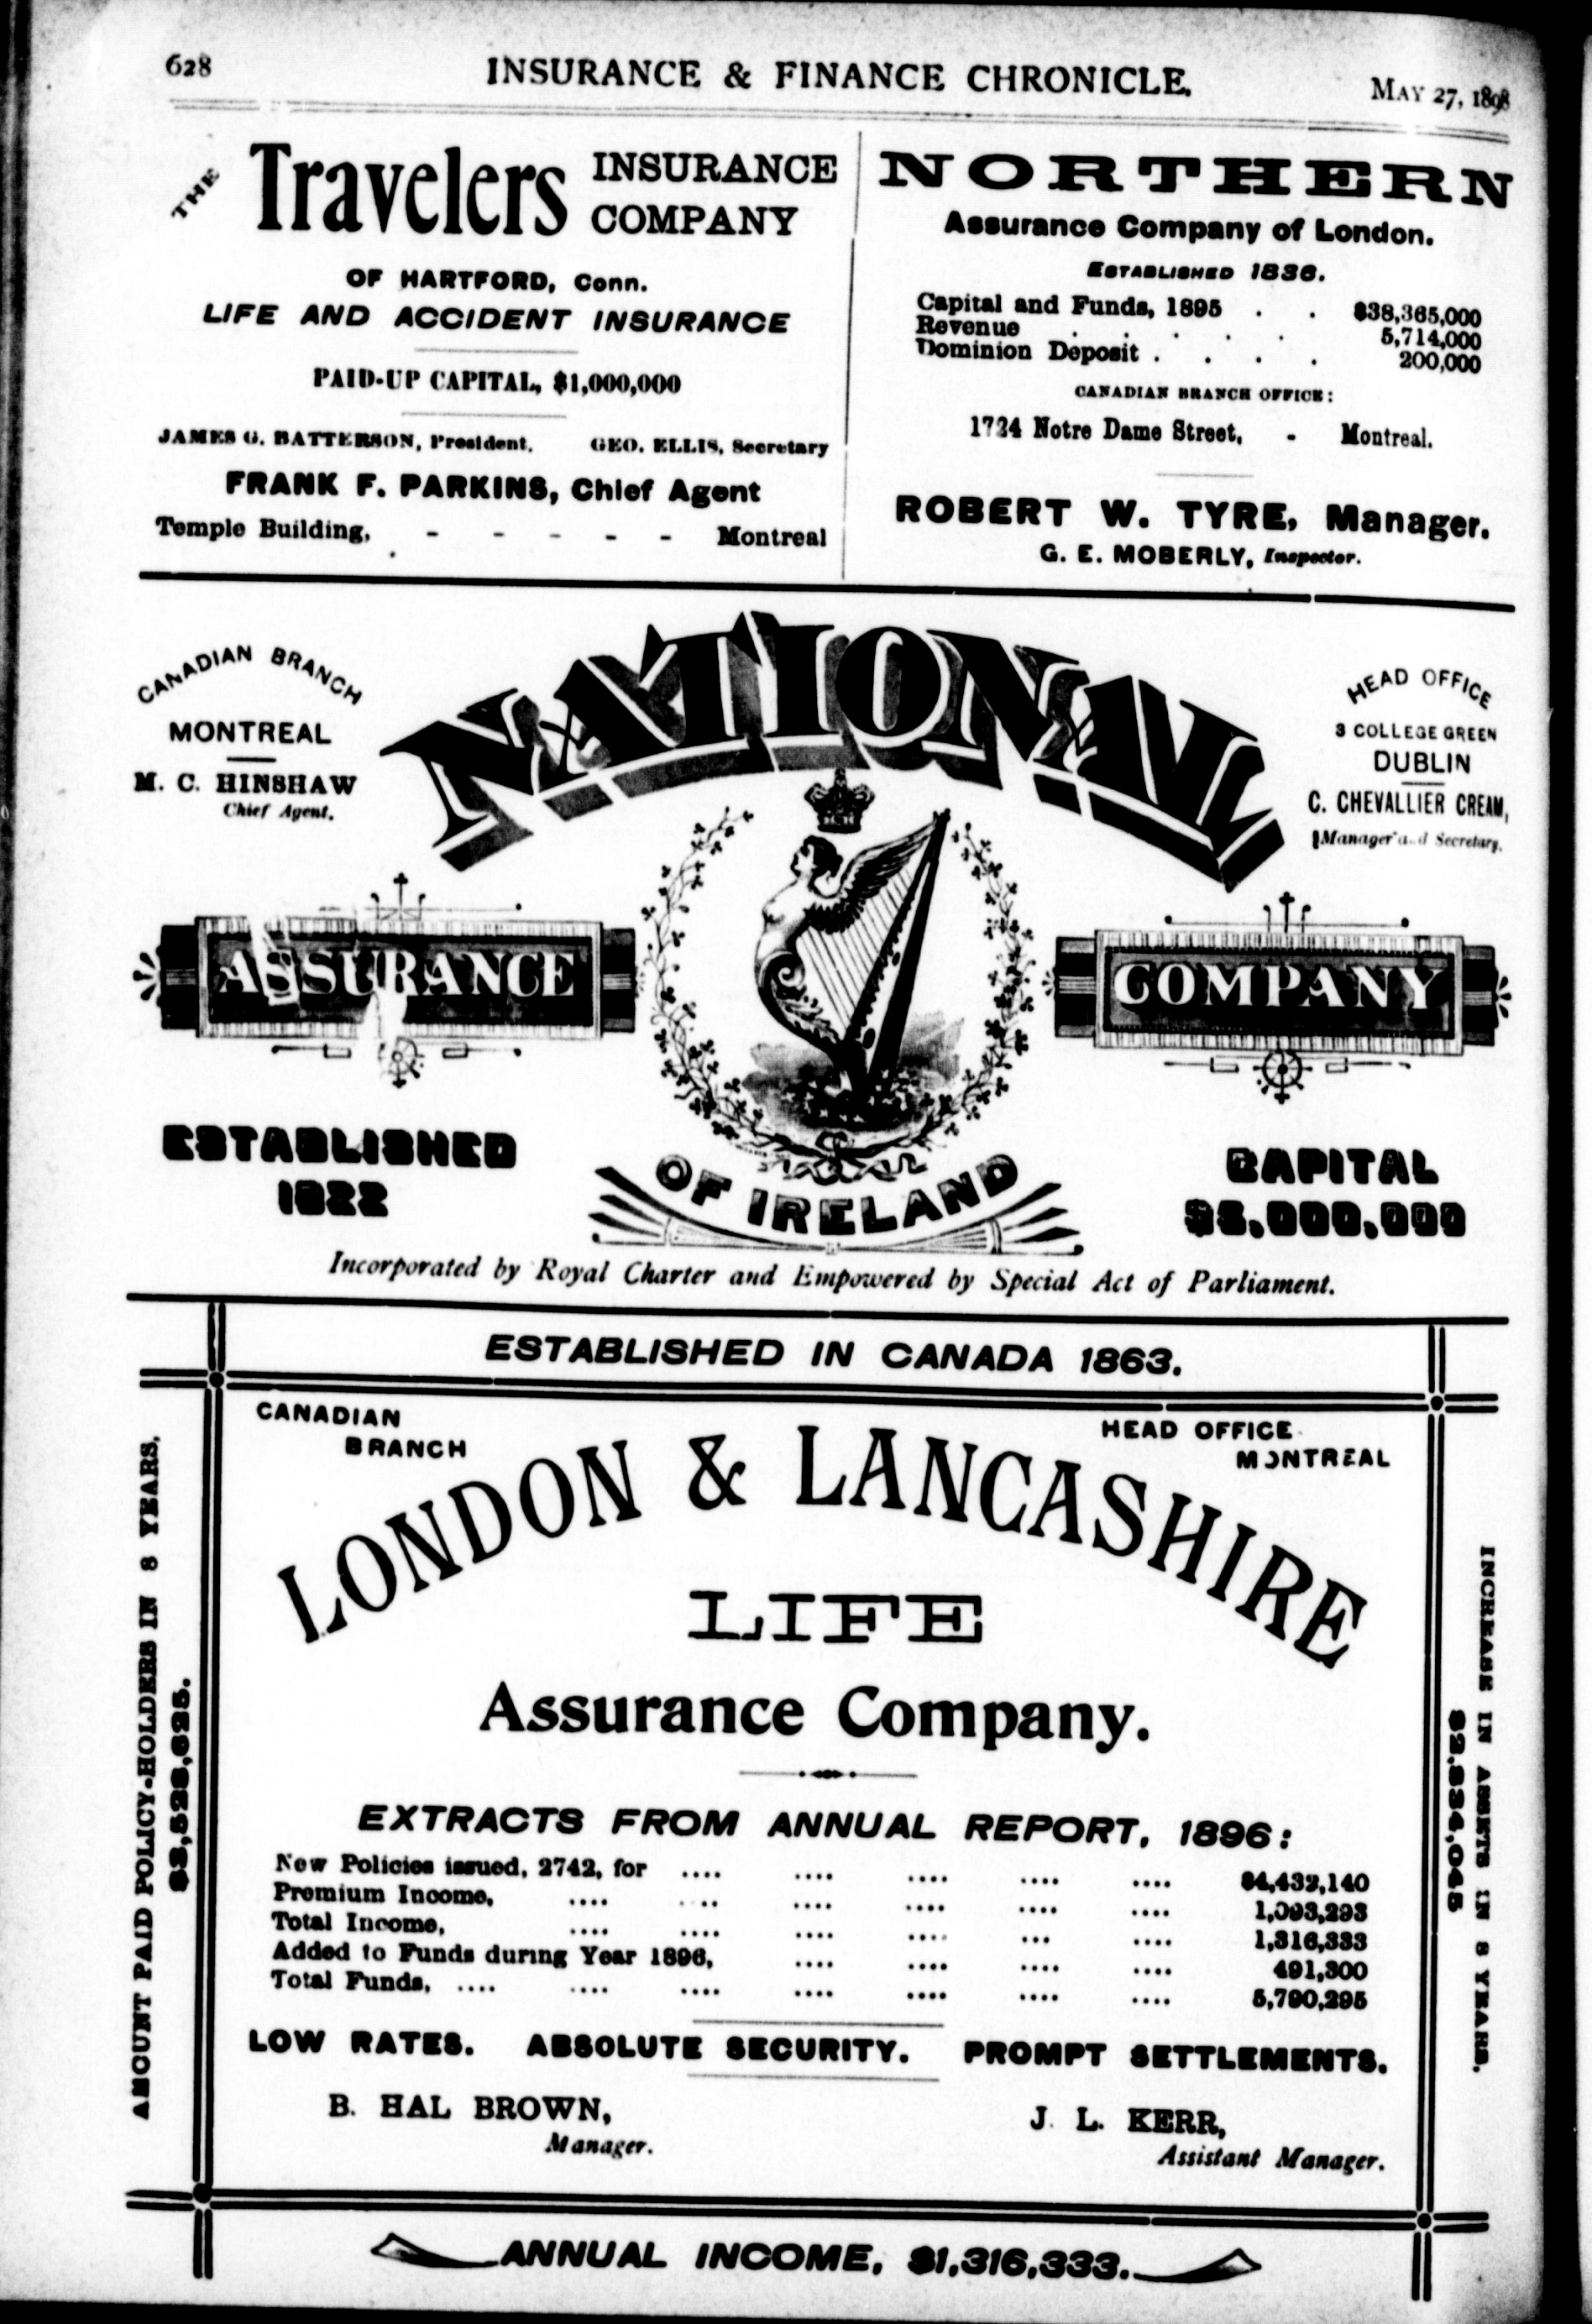 628
INSURANCE & FINANCE CHRONICLE.
MAY 27, 1898
THE Travelers INSURANCE
COMPANY
OF HARTFORD, Conn.
LIFE AND ACCIDENT INSURANCE
PAID-UP CAPITAL, $1,000,000
JAMES G. BATTERSON, President. GEO. ELLIS, Secretary
FRANK F. PARKINS, Chief Agent
Temple Building, - - - - - Montreal
NORTHERN
Assurance Company of London.
ESTABLISHED 1836.
Capital and Funds, 1895 . . $38,365,000
Revenue . . . . . 5,714,000
Dominion Deposit . . . . 200,000
CANADIAN BRANCH OFFICE:
1724 Notre Dame Street, - Montreal.
ROBERT W. TYRE, Manager.
G. E. MOBERLY, Inspector.
CANADIAN BRANCH
MONTREAL
M. C. HINSHAW
Chief Agent.
NATIONAL
HEAD OFFICE
3 COLLEGE GREEN
DUBLIN
C. CHEVALLIER CREAM,
Manager a.d Secretary.
ASSURANCE
COMPANY
ESTABLISHED
1822
OF IRELAND
CAPITAL
$5,000,000
Incorporated by Royal Charter and Empowered by Special Act of Parliament.
ESTABLISHED IN CANADA 1863.
CANADIAN
BRANCH
HEAD OFFICE
MONTREAL
LONDON & LANCASHIRE
LIFE
Assurance Company.
EXTRACTS FROM ANNUAL REPORT, 1896:
New Policies issued, 2742, for .... .... .... .... .... $4,432,140
Premium Income, .... .... .... .... .... .... 1,093,293
Total Income, .... .... .... .... ... .... 1,316,333
Added to Funds during Year 1896, .... .... .... .... 491,300
Total Funds, .... .... .... .... .... .... .... 5,790,295
LOW RATES. ABSOLUTE SECURITY. PROMPT SETTLEMENTS.
B. HAL BROWN,
Manager.
J. L. KERR,
Assistant Manager.
AMOUNT PAID POLICY-HOLDERS IN 8 YEARS,
$3,523,625.
INCREASE IN ASSETS IN 8 YEARS.
$2,834,045
ANNUAL INCOME, $1,316,333.